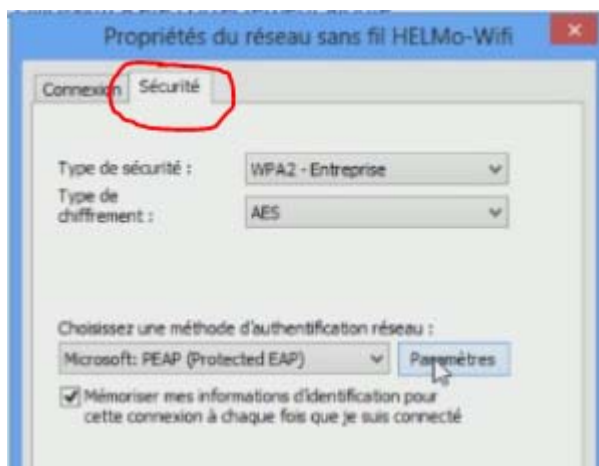 Propriétés du réseau sans fil HELMo-Wifi
Connexion Sécurité
Type de sécurité : WPA2 - Entreprise
Type de
chiffrement : AES
Choisissez une méthode d'authentification réseau :
Microsoft: PEAP (Protected EAP) Paramètres
Mémoriser mes informations d'identification pour
cette connexion à chaque fois que je suis connecté